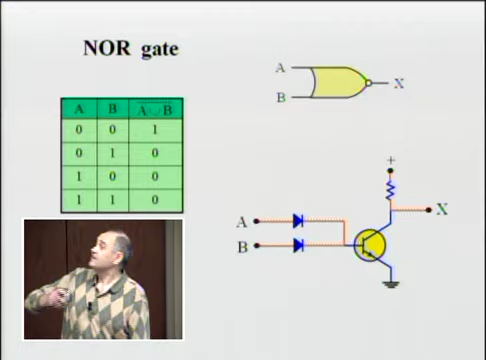 NOR gate
A X
B
A B A∪B
0 0 1
0 1 0
1 0 0
1 1 0
+
A X
B